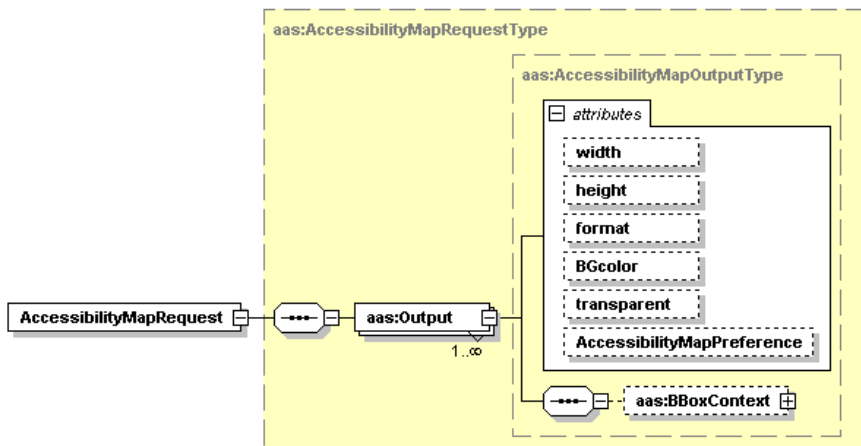 aas:AccessibilityMapRequestType
aas:AccessibilityMapOutputType
attributes
width
height
format
BGcolor
transparent
AccessibilityMapPreference
AccessibilityMapRequest
aas:Output
1..∞
aas:BBoxContext